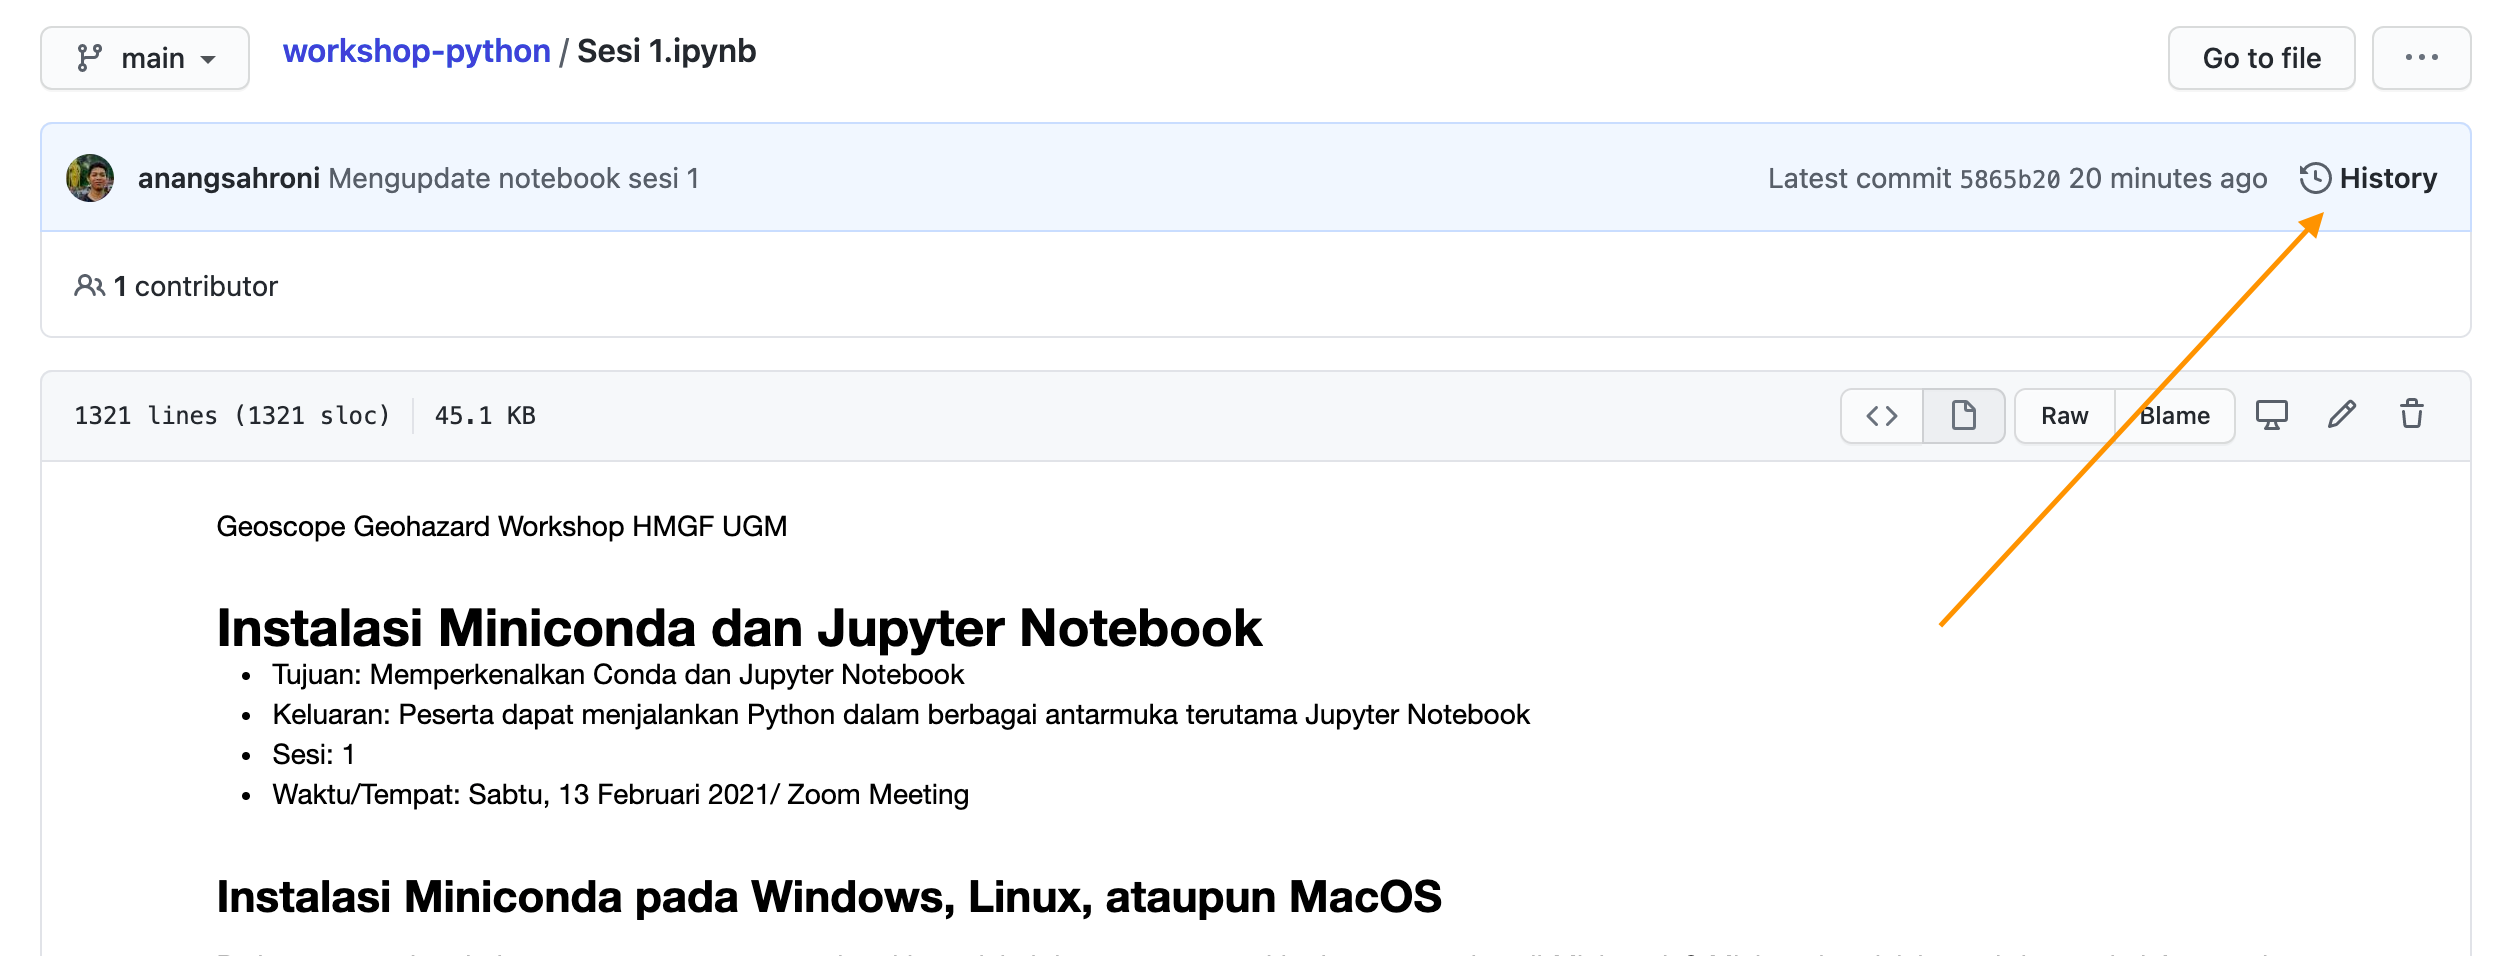 main workshop-python / Sesi 1.ipynb Go to file ...
anangsahroni Mengupdate notebook sesi 1 Latest commit 5865b20 20 minutes ago History
1 contributor
1321 lines (1321 sloc) 45.1 KB <> Raw Blame
Geoscope Geohazard Workshop HMGF UGM
Instalasi Miniconda dan Jupyter Notebook
• Tujuan: Memperkenalkan Conda dan Jupyter Notebook
• Keluaran: Peserta dapat menjalankan Python dalam berbagai antarmuka terutama Jupyter Notebook
• Sesi: 1
• Waktu/Tempat: Sabtu, 13 Februari 2021/ Zoom Meeting
Instalasi Miniconda pada Windows, Linux, ataupun MacOS